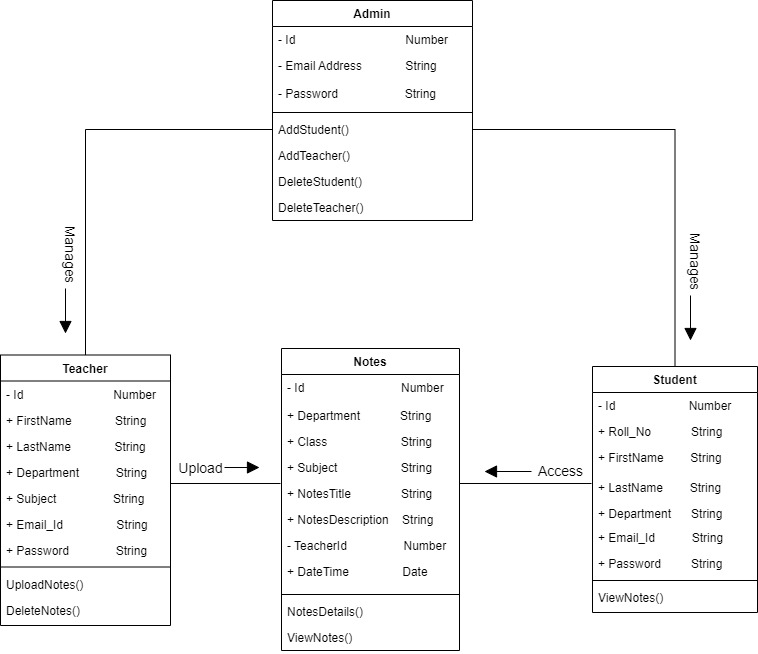 Admin
- Id Number
- Email Address String
- Password String
AddStudent()
AddTeacher()
DeleteStudent()
DeleteTeacher()
Manages
Manages
Teacher
- Id Number
+ FirstName String
+ LastName String
+ Department String
+ Subject String
+ Email_Id String
+ Password String
UploadNotes()
DeleteNotes()
Upload
Notes
- Id Number
+ Department String
+ Class String
+ Subject String
+ NotesTitle String
+ NotesDescription String
- TeacherId Number
+ DateTime Date
NotesDetails()
ViewNotes()
Access
Student
- Id Number
+ Roll_No String
+ FirstName String
+ LastName String
+ Department String
+ Email_Id String
+ Password String
ViewNotes()